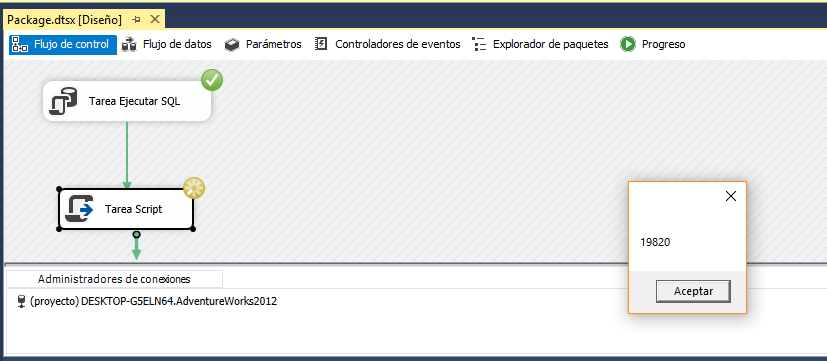 Package.dtsx [Diseño]
Flujo de control
Flujo de datos
Parámetros
Controladores de eventos
Explorador de paquetes
Progreso
Tarea Ejecutar SQL
Tarea Script
19820
Aceptar
Administradores de conexiones
(proyecto) DESKTOP-G5ELN64.AdventureWorks2012